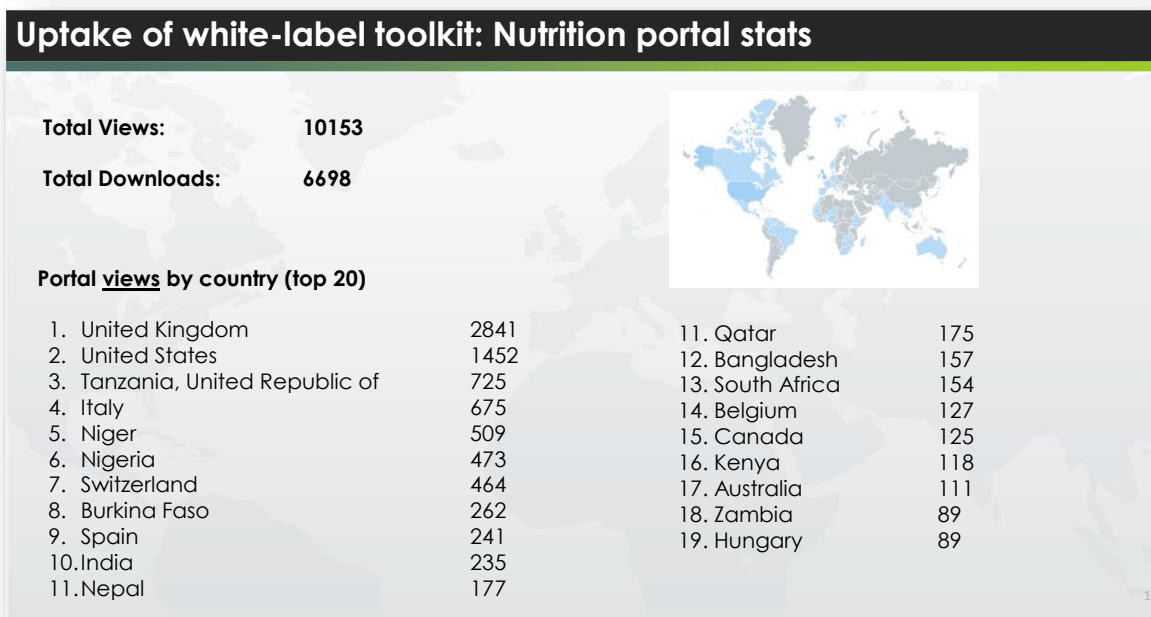 Uptake of white-label toolkit: Nutrition portal stats
Total Views: 10153
Total Downloads: 6698
Portal views by country (top 20)
1. United Kingdom 2841
2. United States 1452
3. Tanzania, United Republic of 725
4. Italy 675
5. Niger 509
6. Nigeria 473
7. Switzerland 464
8. Burkina Faso 262
9. Spain 241
10.India 235
11.Nepal 177
11. Qatar 175
12. Bangladesh 157
13. South Africa 154
14. Belgium 127
15. Canada 125
16. Kenya 118
17. Australia 111
18. Zambia 89
19. Hungary 89
1